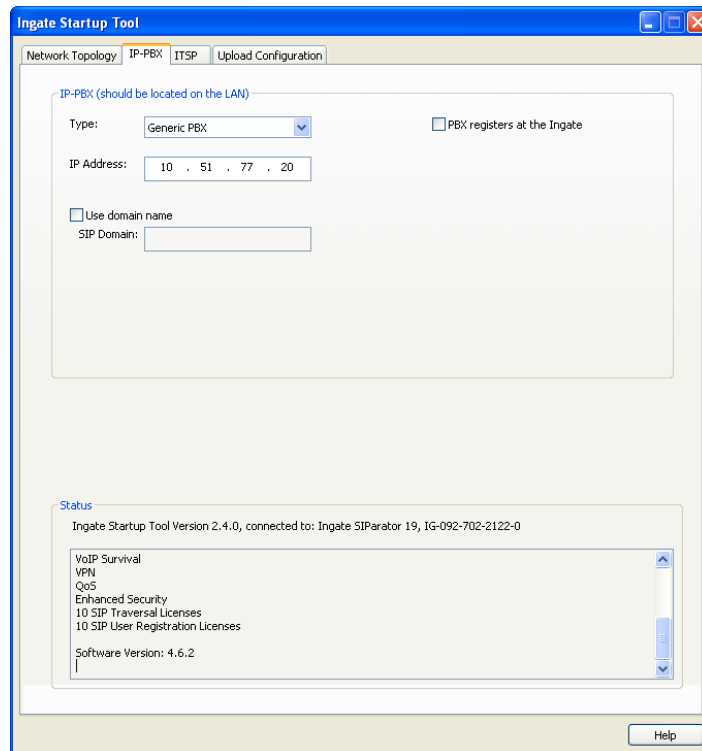 Ingate Startup Tool
Network Topology IP-PBX ITSP Upload Configuration
IP-PBX (should be located on the LAN)
Type: Generic PBX PBX registers at the Ingate
IP Address: 10 . 51 . 77 . 20
Use domain name
SIP Domain:
Status
Ingate Startup Tool Version 2.4.0, connected to: Ingate SIParator 19, IG-092-702-2122-0
VoIP Survival
VPN
QoS
Enhanced Security
10 SIP Traversal Licenses
10 SIP User Registration Licenses
Software Version: 4.6.2
Help